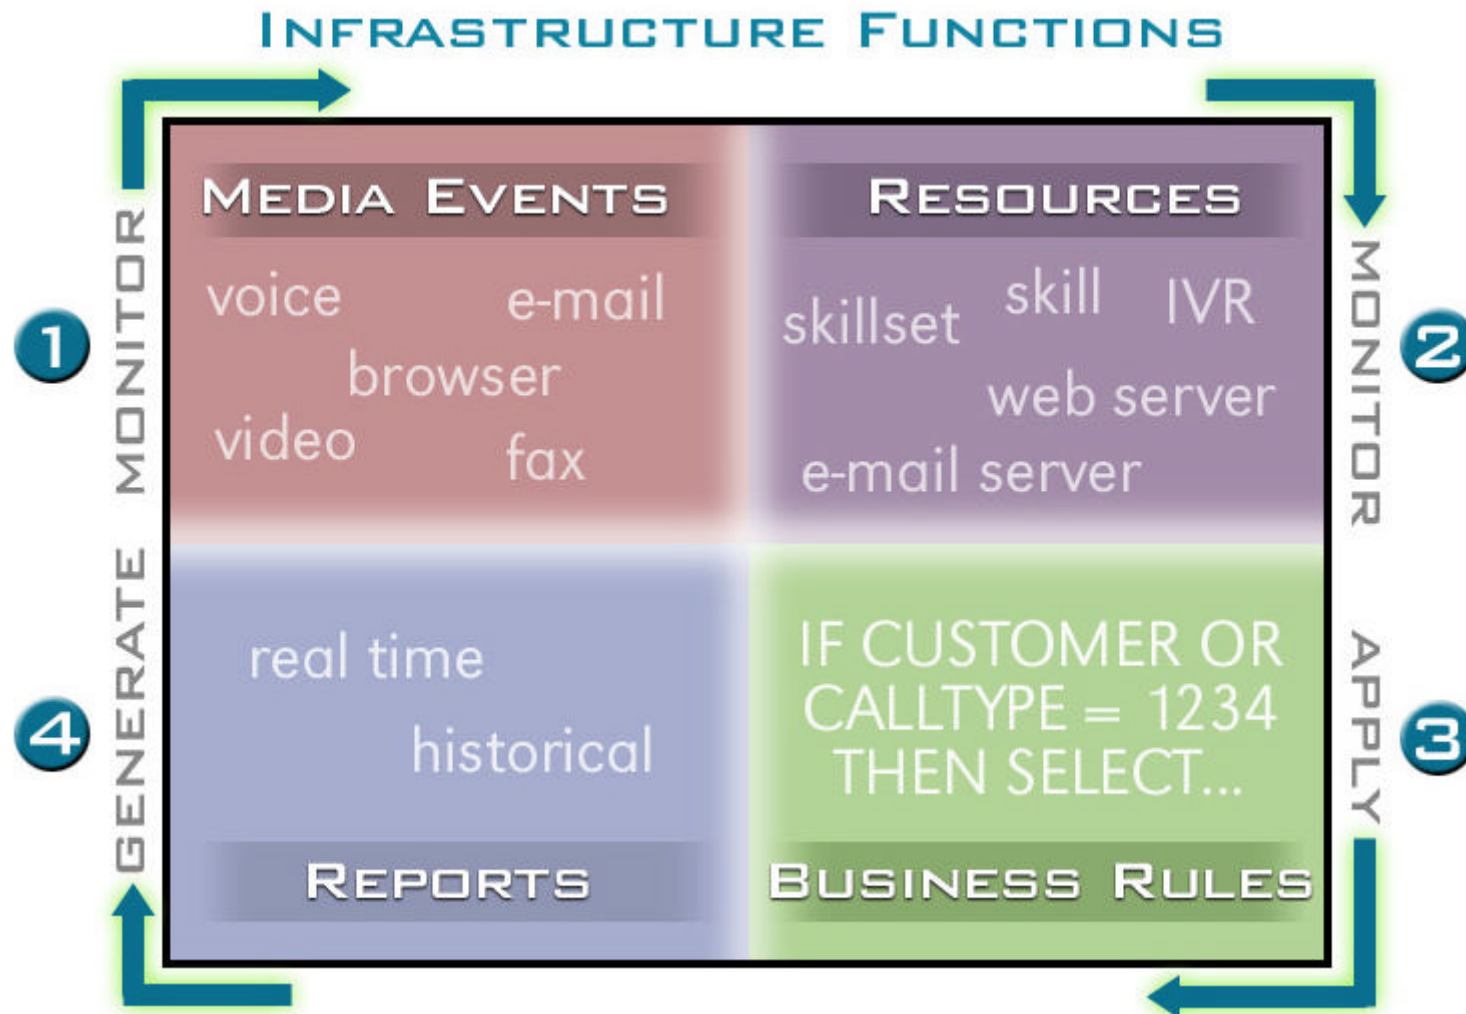 INFRASTRUCTURE FUNCTIONS
1
MONITOR
MEDIA EVENTS
voice
e-mail
browser
video
fax
2
MONITOR
RESOURCES
skillset
skill
IVR
web server
e-mail server
3
APPLY
IF CUSTOMER OR
CALLTYPE = 1234
THEN SELECT...
BUSINESS RULES
4
GENERATE
real time
historical
REPORTS